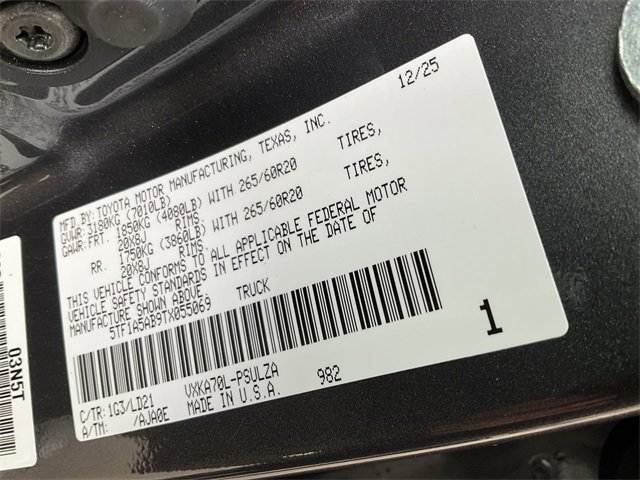 12/25
MFD.BY:TOYOTA MOTOR MANUFACTURING, TEXAS, INC.
GVWR:3180KG (7010LB)
GAWR:FRT. 1850KG (4080LB) WITH 265/60R20 TIRES,
20X8J RIMS
RR. 1750KG (3860LB) WITH 265/60R20 TIRES,
20X8J RIMS
THIS VEHICLE CONFORMS TO ALL APPLICABLE FEDERAL MOTOR
VEHICLE SAFETY STANDARDS IN EFFECT ON THE DATE OF
MANUFACTURE SHOWN ABOVE
5TF1A5AD9TX055069 TRUCK
1
C/TR:1G3/LD21 VXKA70L-PSULZA 982
A/TM: /AJA0E MADE IN U.S.A.
03N5T